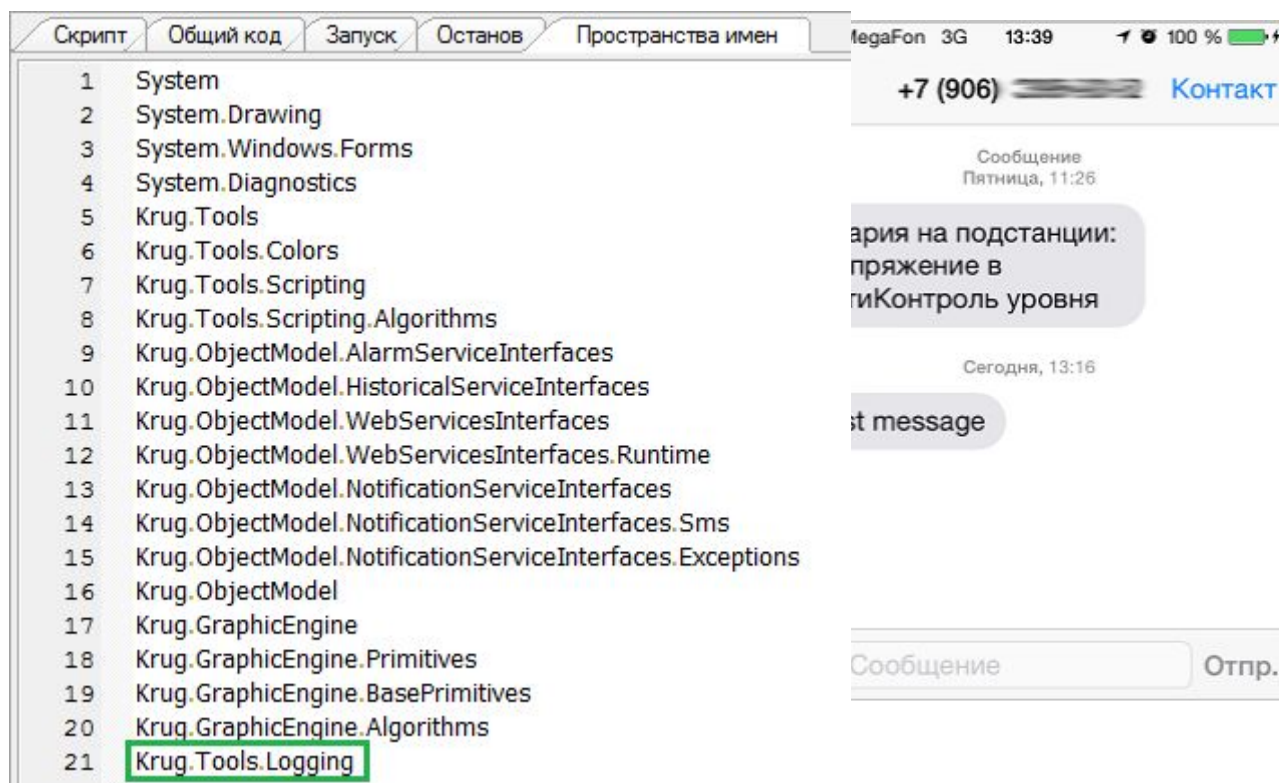 Скрипт Общий код Запуск Останов Пространства имен
1 System
2 System.Drawing
3 System.Windows.Forms
4 System.Diagnostics
5 Krug.Tools
6 Krug.Tools.Colors
7 Krug.Tools.Scripting
8 Krug.Tools.Scripting.Algorithms
9 Krug.ObjectModel.AlarmServiceInterfaces
10 Krug.ObjectModel.HistoricalServiceInterfaces
11 Krug.ObjectModel.WebServicesInterfaces
12 Krug.ObjectModel.WebServicesInterfaces.Runtime
13 Krug.ObjectModel.NotificationServiceInterfaces
14 Krug.ObjectModel.NotificationServiceInterfaces.Sms
15 Krug.ObjectModel.NotificationServiceInterfaces.Exceptions
16 Krug.ObjectModel
17 Krug.GraphicEngine
18 Krug.GraphicEngine.Primitives
19 Krug.GraphicEngine.BasePrimitives
20 Krug.GraphicEngine.Algorithms
21 Krug.Tools.Logging
MegaFon 3G 13:39 100 %
+7 (906) Контакт
Сообщение
Пятница, 11:26
ария на подстанции:
пряжение в
тиКонтроль уровня
Сегодня, 13:16
st message
Сообщение Отпр.